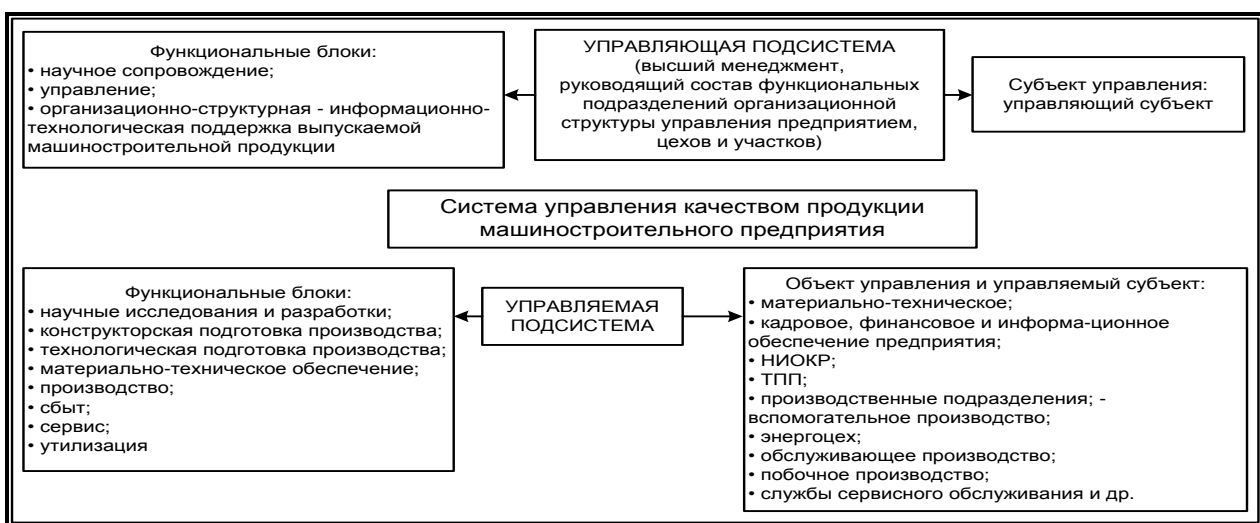 Функциональные блоки:
• научное сопровождение;
• управление;
• организационно-структурная - информационно-
технологическая поддержка выпускаемой
машиностроительной продукции
УПРАВЛЯЮЩАЯ ПОДСИСТЕМА
(высший менеджмент,
руководящий состав функциональных
подразделений организационной
структуры управления предприятием,
цехов и участков)
Субъект управления:
управляющий субъект
Система управления качеством продукции
машиностроительного предприятия
Функциональные блоки:
• научные исследования и разработки;
• конструкторская подготовка производства;
• технологическая подготовка производства;
• материально-техническое обеспечение;
• производство;
• сбыт;
• сервис;
• утилизация
УПРАВЛЯЕМАЯ
ПОДСИСТЕМА
Объект управления и управляемый субъект:
• материально-техническое;
• кадровое, финансовое и информа-ционное
обеспечение предприятия;
• НИОКР;
• ТПП;
• производственные подразделения; -
вспомогательное производство;
• энергоцех;
• обслуживающее производство;
• побочное производство;
• службы сервисного обслуживания и др.